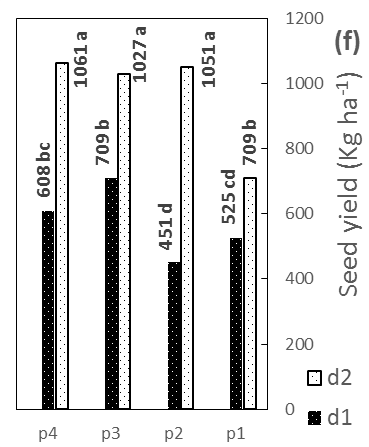 (f)
1200
1000
800
600
400
200
0
Seed yield (Kg ha-1)
608 bc
1061 a
709 b
1027 a
451 d
1051 a
525 cd
709 b
p4
p3
p2
p1
d2
d1